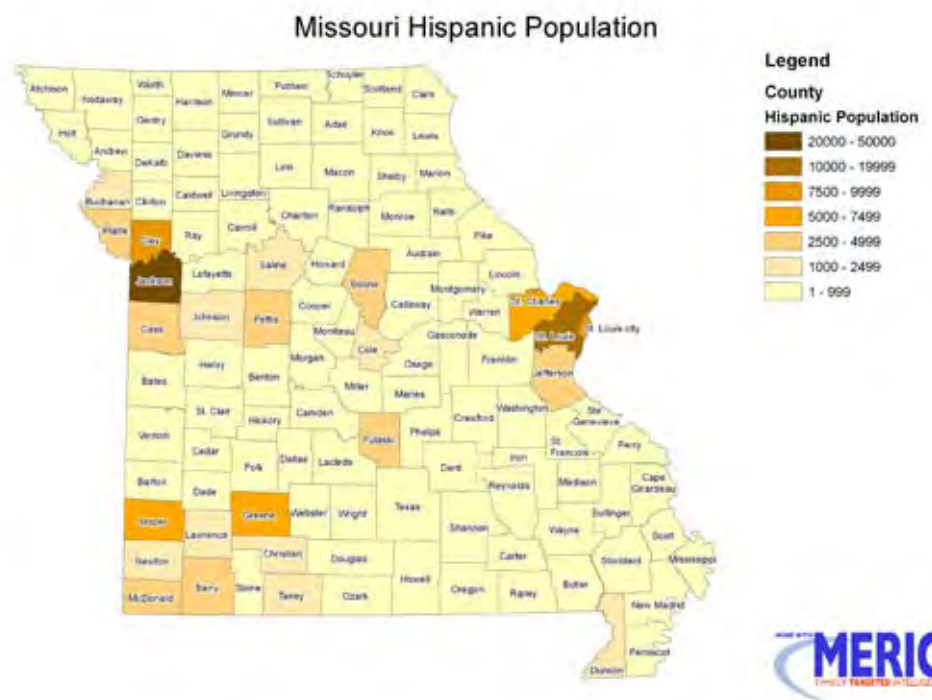 Missouri Hispanic Population
Legend
County
Hispanic Population
20000 - 50000
10000 - 19999
7500 - 9999
5000 - 7499
2500 - 4999
1000 - 2499
1 - 999
Atchison
Nodaway
Worth
Harrison
Mercer
Putnam
Schuyler
Scotland
Clark
Holt
Gentry
Sullivan
Adair
Knox
Lewis
Andrew
DeKalb
Daviess
Grundy
Linn
Macon
Shelby
Marion
Buchanan
Clinton
Caldwell
Livingston
Chariton
Randolph
Monroe
Ralls
Pike
Platte
Clay
Ray
Carroll
Saline
Howard
Boone
Audrain
Lincoln
Jackson
Lafayette
Cooper
Callaway
Montgomery
Warren
St. Charles
Cass
Johnson
Pettis
Moniteau
Cole
Osage
Gasconade
Franklin
St. Louis
St. Louis city
Jefferson
Bates
Henry
Benton
Morgan
Miller
Maries
Crawford
Washington
Ste. Genevieve
Vernon
St. Clair
Hickory
Camden
Pulaski
Phelps
Dent
Iron
St. Francois
Perry
Barton
Cedar
Polk
Dallas
Laclede
Texas
Reynolds
Madison
Cape Girardeau
Jasper
Dade
Greene
Webster
Wright
Shannon
Wayne
Bollinger
Scott
Newton
Lawrence
Christian
Douglas
Howell
Carter
Stoddard
Mississippi
McDonald
Barry
Stone
Taney
Ozark
Oregon
Ripley
Butler
New Madrid
Dunklin
Pemiscot
MERIC